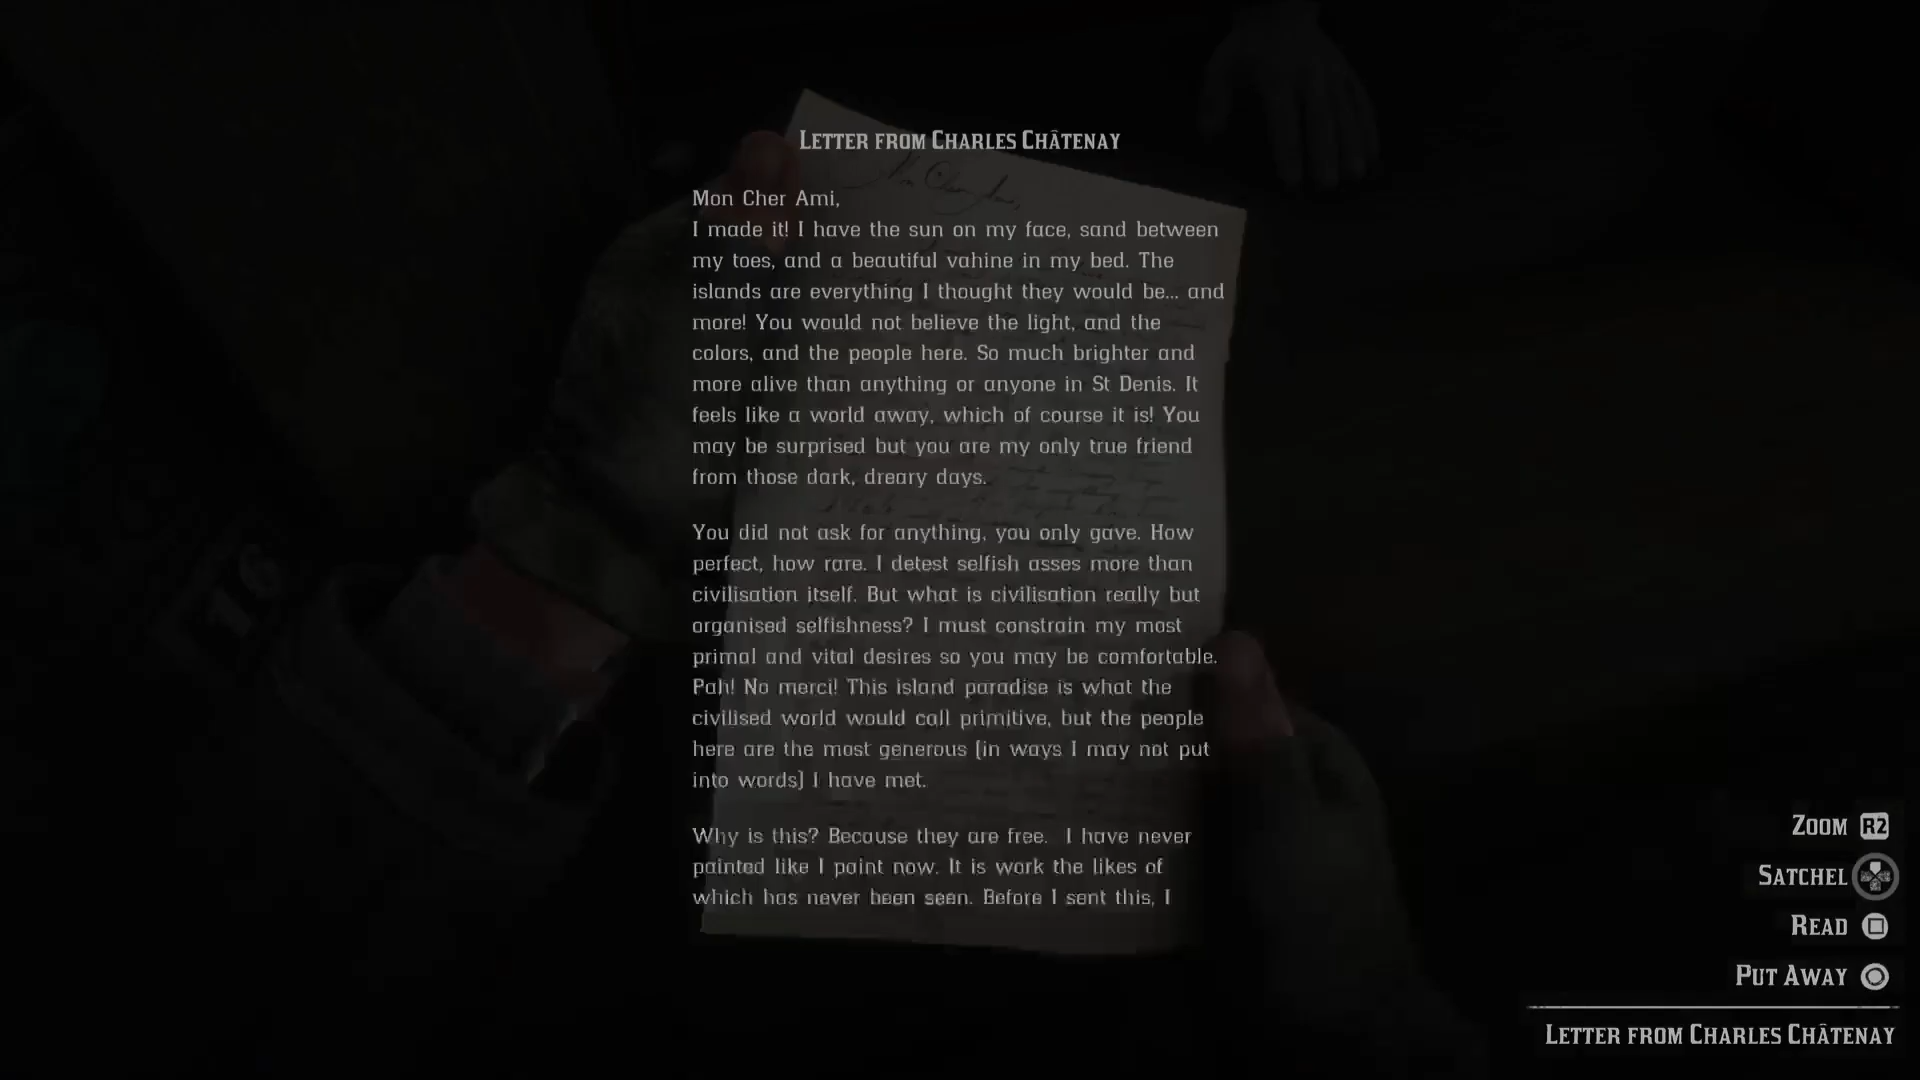 LETTER FROM CHARLES CHÂTENAY
Mon Cher Ami,
I made it! I have the sun on my face, sand between
my toes, and a beautiful vahine in my bed. The
islands are everything I thought they would be... and
more! You would not believe the light, and the
colors, and the people here. So much brighter and
more alive than anything or anyone in St Denis. It
feels like a world away, which of course it is! You
may be surprised but you are my only true friend
from those dark, dreary days.
You did not ask for anything, you only gave. How
perfect, how rare. I detest selfish asses more than
civilisation itself. But what is civilisation really but
organised selfishness? I must constrain my most
primal and vital desires so you may be comfortable.
Pah! No merci! This island paradise is what the
civilised world would call primitive, but the people
here are the most generous (in ways I may not put
into words) I have met.
Why is this? Because they are free.  I have never
painted like I paint now. It is work the likes of
which has never been seen. Before I sent this, I
ZOOM R2
SATCHEL
READ
PUT AWAY
LETTER FROM CHARLES CHÂTENAY